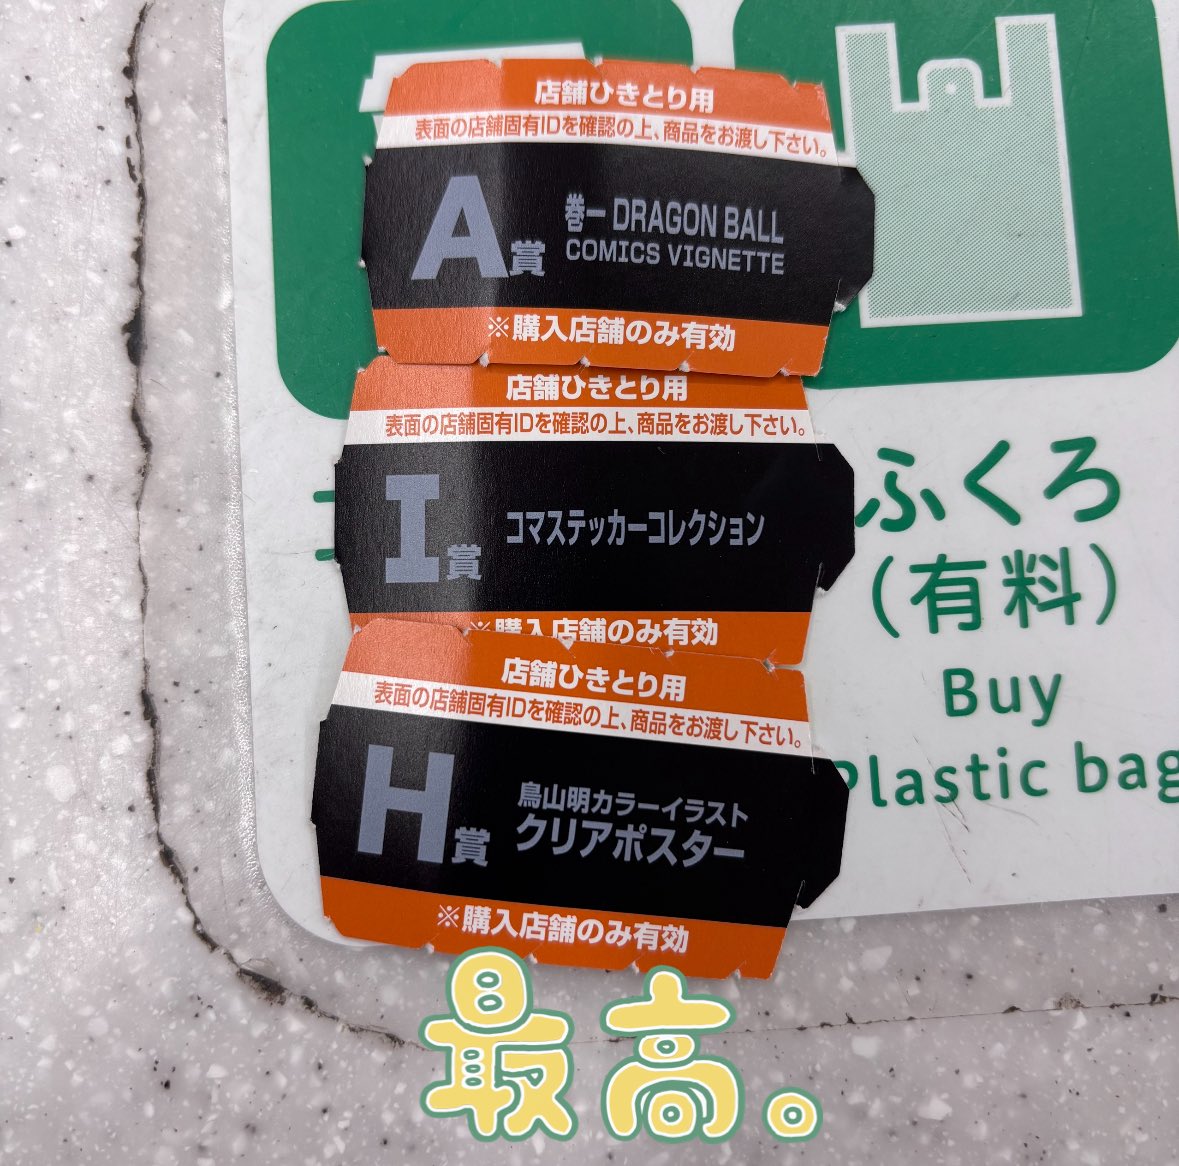 店舗ひきとり用
表面の店舗固有IDを確認の上、商品をお渡し下さい。
A賞
巻一 DRAGON BALL
COMICS VIGNETTE
※購入店舗のみ有効
店舗ひきとり用
表面の店舗固有IDを確認の上、商品をお渡し下さい。
I賞
コマステッカーコレクション
※購入店舗のみ有効
店舗ひきとり用
表面の店舗固有IDを確認の上、商品をお渡し下さい。
H賞
鳥山明カラーイラスト
クリアポスター
※購入店舗のみ有効
ふくろ
(有料)
Buy
Plastic bag
最高。